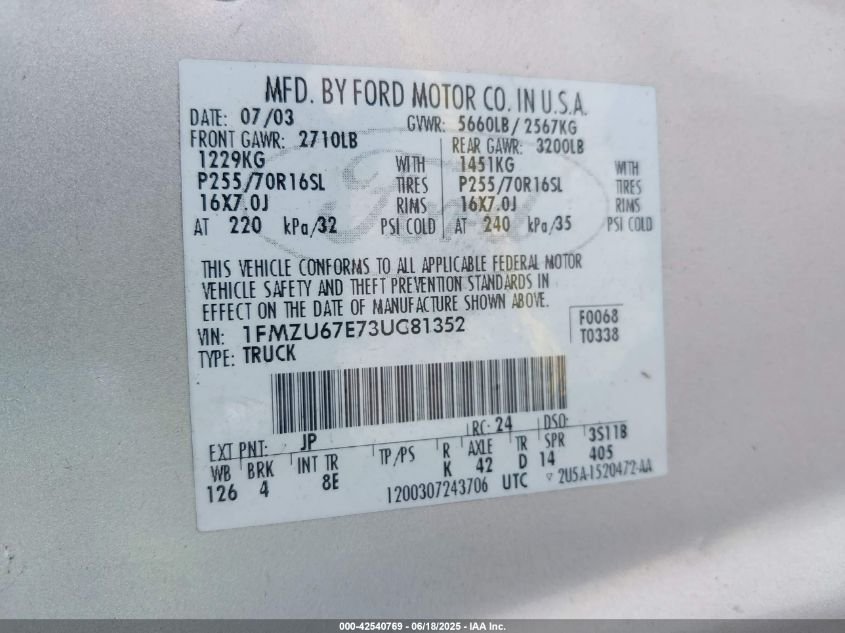 MFD. BY FORD MOTOR CO. IN U.S.A.
DATE: 07/03 GVWR: 5660LB/ 2567KG
FRONT GAWR: 2710LB REAR GAWR: 3200LB
1229KG WITH 1451KG WITH
P255/70R16SL TIRES P255/70R16SL TIRES
16X7.0J RIMS 16X7.0J RIMS
AT 220 kPa/32 PSI COLD AT 240 kPa/35 PSI COLD
Ford
THIS VEHICLE CONFORMS TO ALL APPLICABLE FEDERAL MOTOR
VEHICLE SAFETY AND THEFT PREVENTION STANDARDS IN
EFFECT ON THE DATE OF MANUFACTURE SHOWN ABOVE.
VIN: 1FMZU67E73UC81352 F0068
TYPE: TRUCK T0338
EXT PNT: JP RC: 24 DSO:
WB BRK INT TR TP/PS R AXLE TR SPR 3S11B
126 4 8E K 42 D 14 405
1200307243706 UTC ▽ 2U5A-1520472-AA
000-42540769 - 06/18/2025 - IAA Inc.